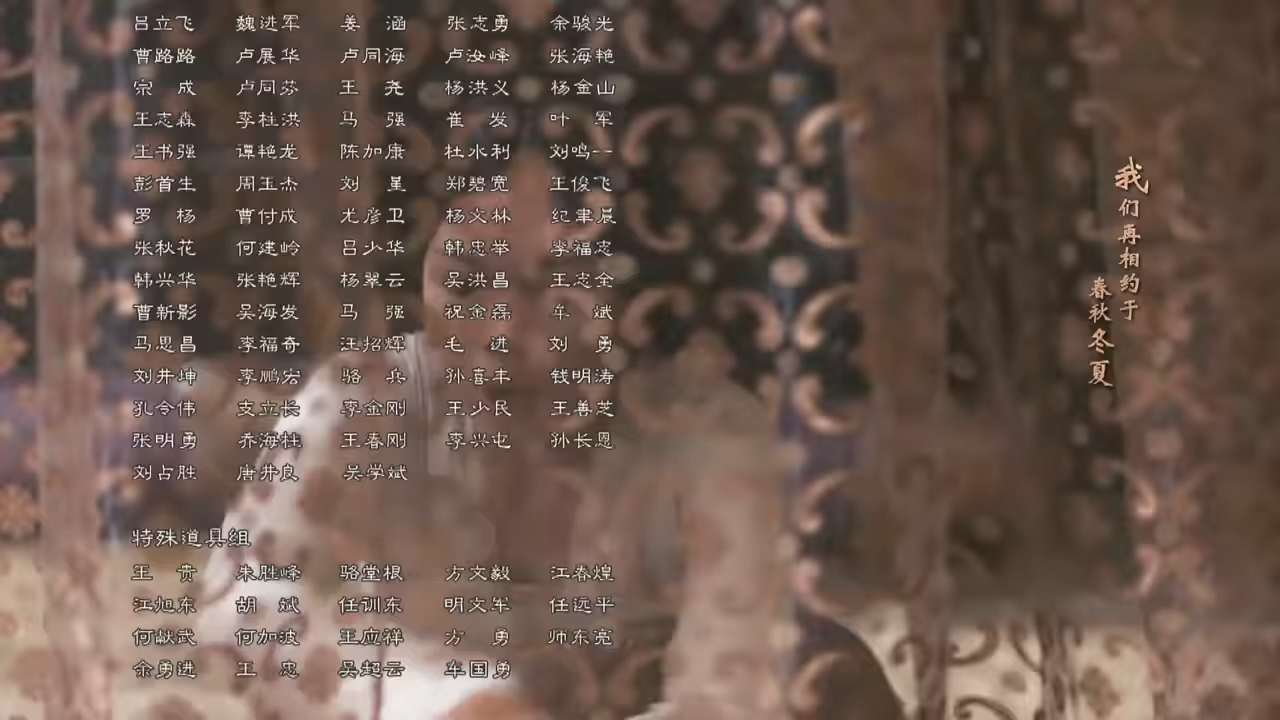 吕立飞 魏进军 姜 涵 张志勇 余骏光
曹路路 卢展华 卢同海 卢汝峰 张海艳
宗 成 卢同芬 王 尧 杨洪义 杨金山
王志森 李柱洪 马 强 崔 发 叶 军
王书强 谭艳龙 陈加康 杜水利 刘鸣一
彭首生 周玉杰 刘 星 郑碧宽 王俊飞
罗 杨 曹付成 尤彦卫 杨文林 纪聿晨
张秋花 何建岭 吕少华 韩忠举 李福忠
韩兴华 张艳辉 杨翠云 吴洪昌 王志全
曹新影 吴海发 马 强 祝金磊 牟 斌
马思昌 李福奇 汪招辉 毛 进 刘 勇
刘井坤 李鹏宏 骆 兵 孙喜丰 钱明涛
孔令伟 支立长 李金刚 王少民 王善芝
张明勇 乔海柱 王春刚 李兴屯 孙长恩
刘占胜 唐井良 吴学斌
特殊道具组
王 贵 朱胜峰 骆堂根 方文毅 江春煌
江旭东 胡 斌 任训东 明文军 任远平
何献武 何加波 王应祥 方 勇 师东亮
余勇进 王 忠 吴超云 车国勇
我们再相约于
春秋冬夏